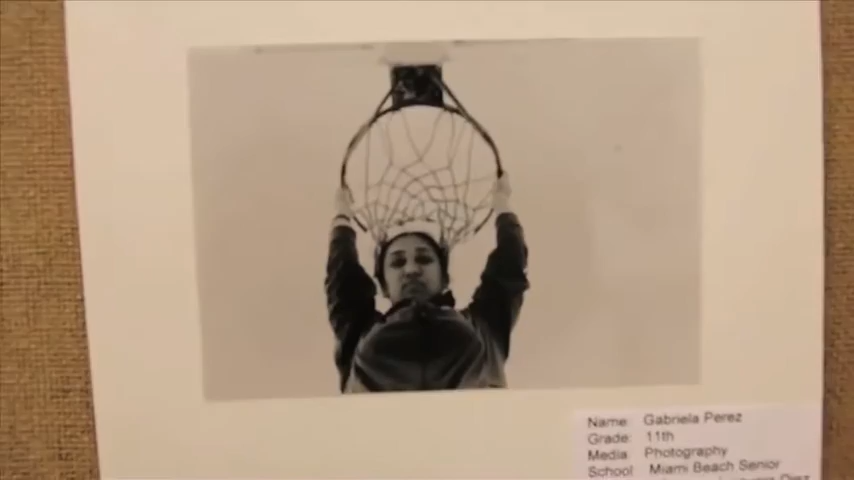 Name: Gabriela Perez
Grade: 11th
Media Photography
School Miami Beach Senior